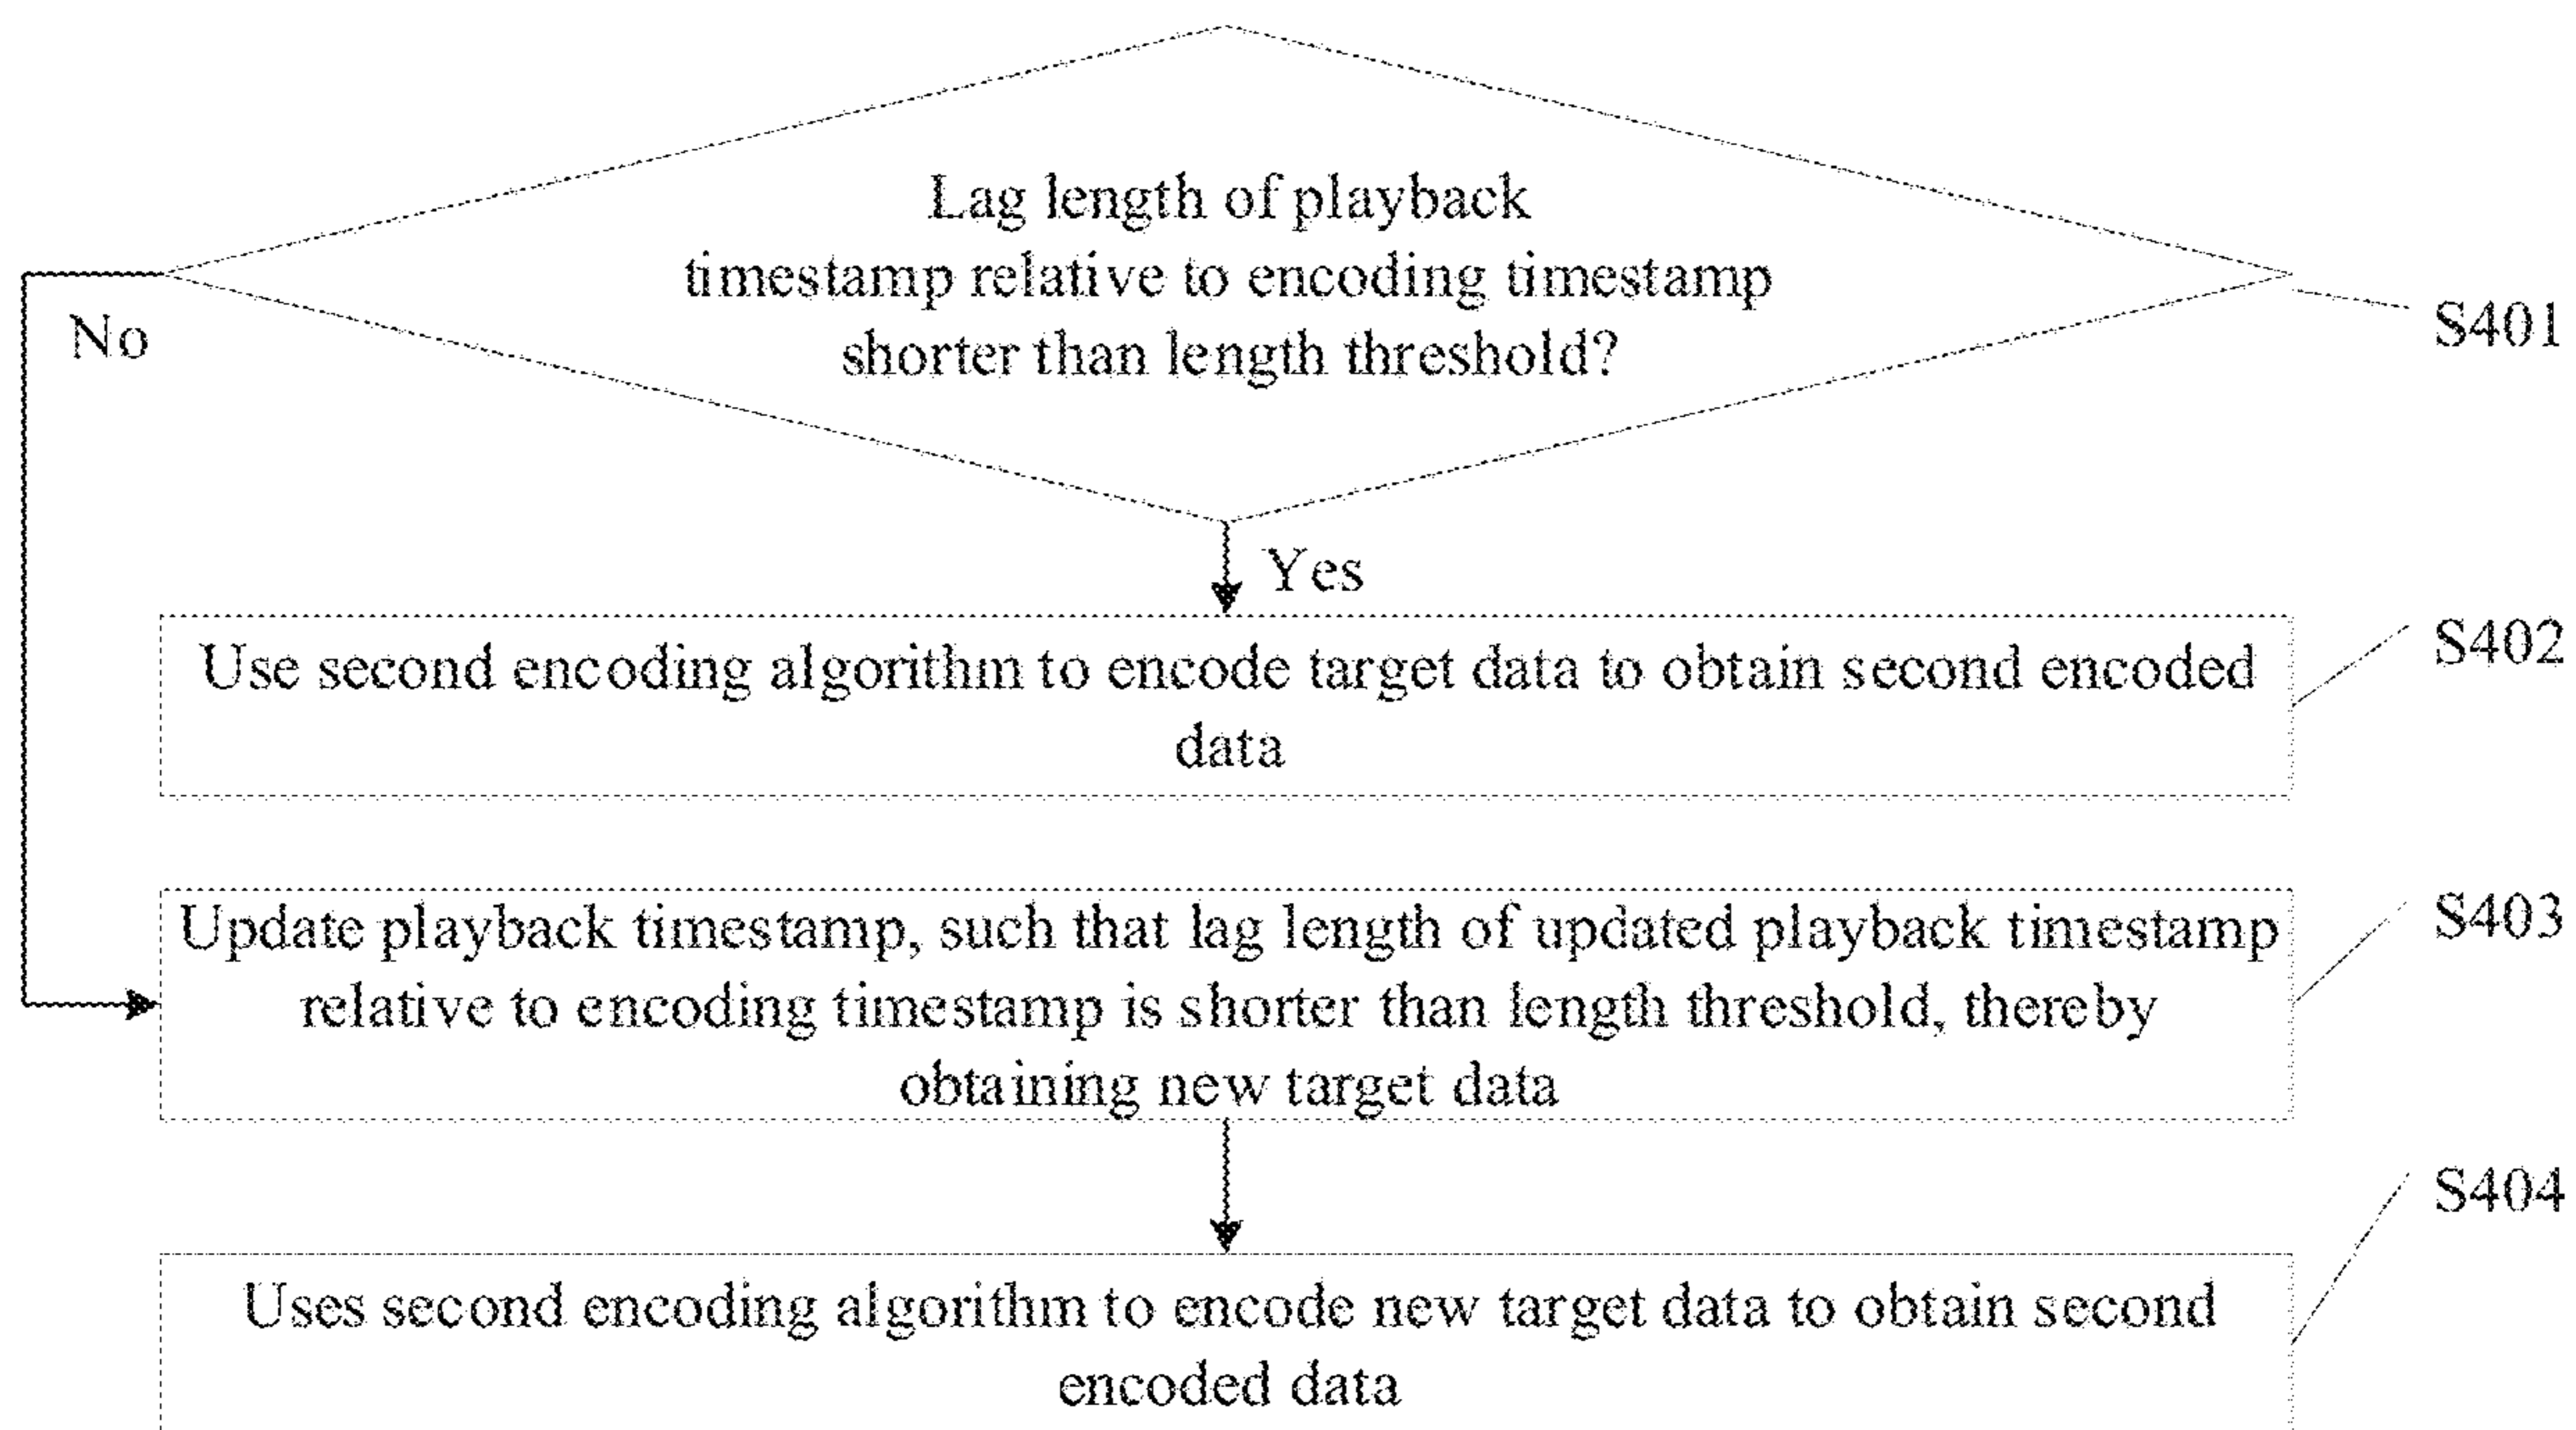 Lag length of playback
timestamp relative to encoding timestamp
shorter than length threshold?
No
S401
Yes
Use second encoding algorithm to encode target data to obtain second encoded
data
S402
Update playback timestamp, such that lag length of updated playback timestamp
relative to encoding timestamp is shorter than length threshold, thereby
obtaining new target data
S403
Uses second encoding algorithm to encode new target data to obtain second
encoded data
S404